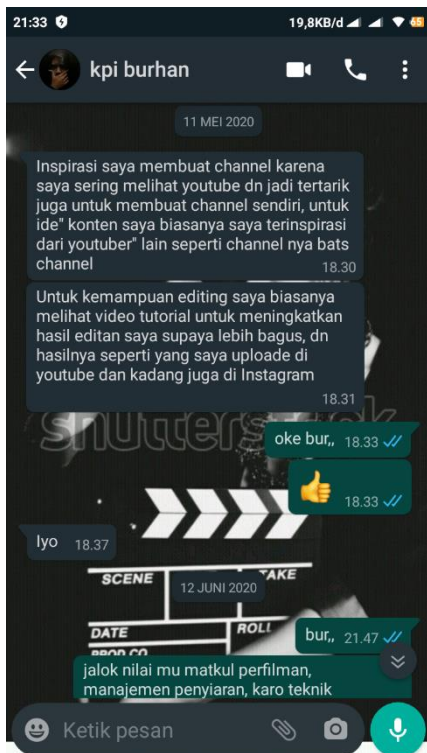 21:33
19,8KB/d
65
kpi burhan
11 MEI 2020
Inspirasi saya membuat channel karena
saya sering melihat youtube dn jadi tertarik
juga untuk membuat channel sendiri, untuk
ide" konten saya biasanya saya terinspirasi
dari youtuber" lain seperti channel nya bats
channel
18.30
Untuk kemampuan editing saya biasanya
melihat video tutorial untuk meningkatkan
hasil editan saya supaya lebih bagus, dn
hasilnya seperti yang saya uploade di
youtube dan kadang juga di Instagram
18.31
shutterstock
oke bur,, 18.33
18.33
Iyo 18.37
SCENE TAKE
12 JUNI 2020
DATE ROLL
PROD.CO.
bur,, 21.47
jalok nilai mu matkul perfilman,
manajemen penyiaran, karo teknik
Ketik pesan